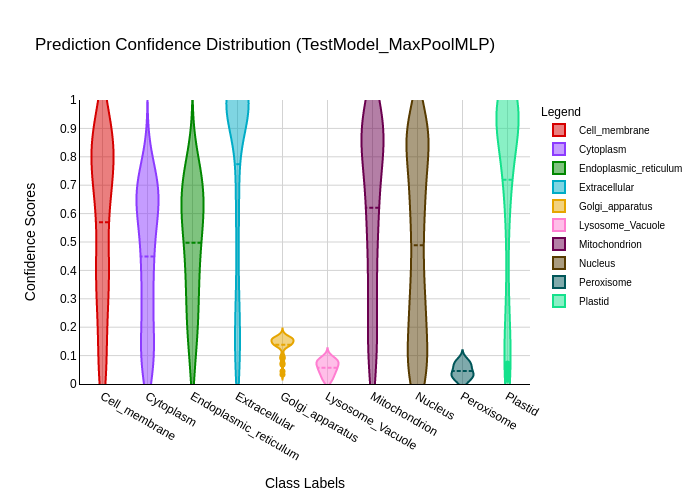 Prediction Confidence Distribution (TestModel_MaxPoolMLP)
Legend
Cell_membrane
Cytoplasm
Endoplasmic_reticulum
Extracellular
Golgi_apparatus
Lysosome_Vacuole
Mitochondrion
Nucleus
Peroxisome
Plastid
Confidence Scores
1
0.9
0.8
0.7
0.6
0.5
0.4
0.3
0.2
0.1
0
Cell_membrane
Cytoplasm
Endoplasmic_reticulum
Extracellular
Golgi_apparatus
Lysosome_Vacuole
Mitochondrion
Nucleus
Peroxisome
Plastid
Class Labels